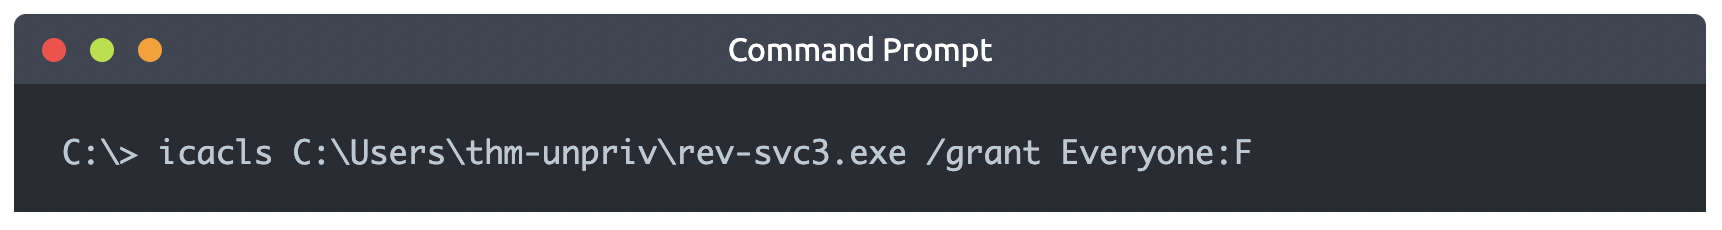 Command Prompt
C:\> icacls C:\Users\thm-unpriv\rev-svc3.exe /grant Everyone:F